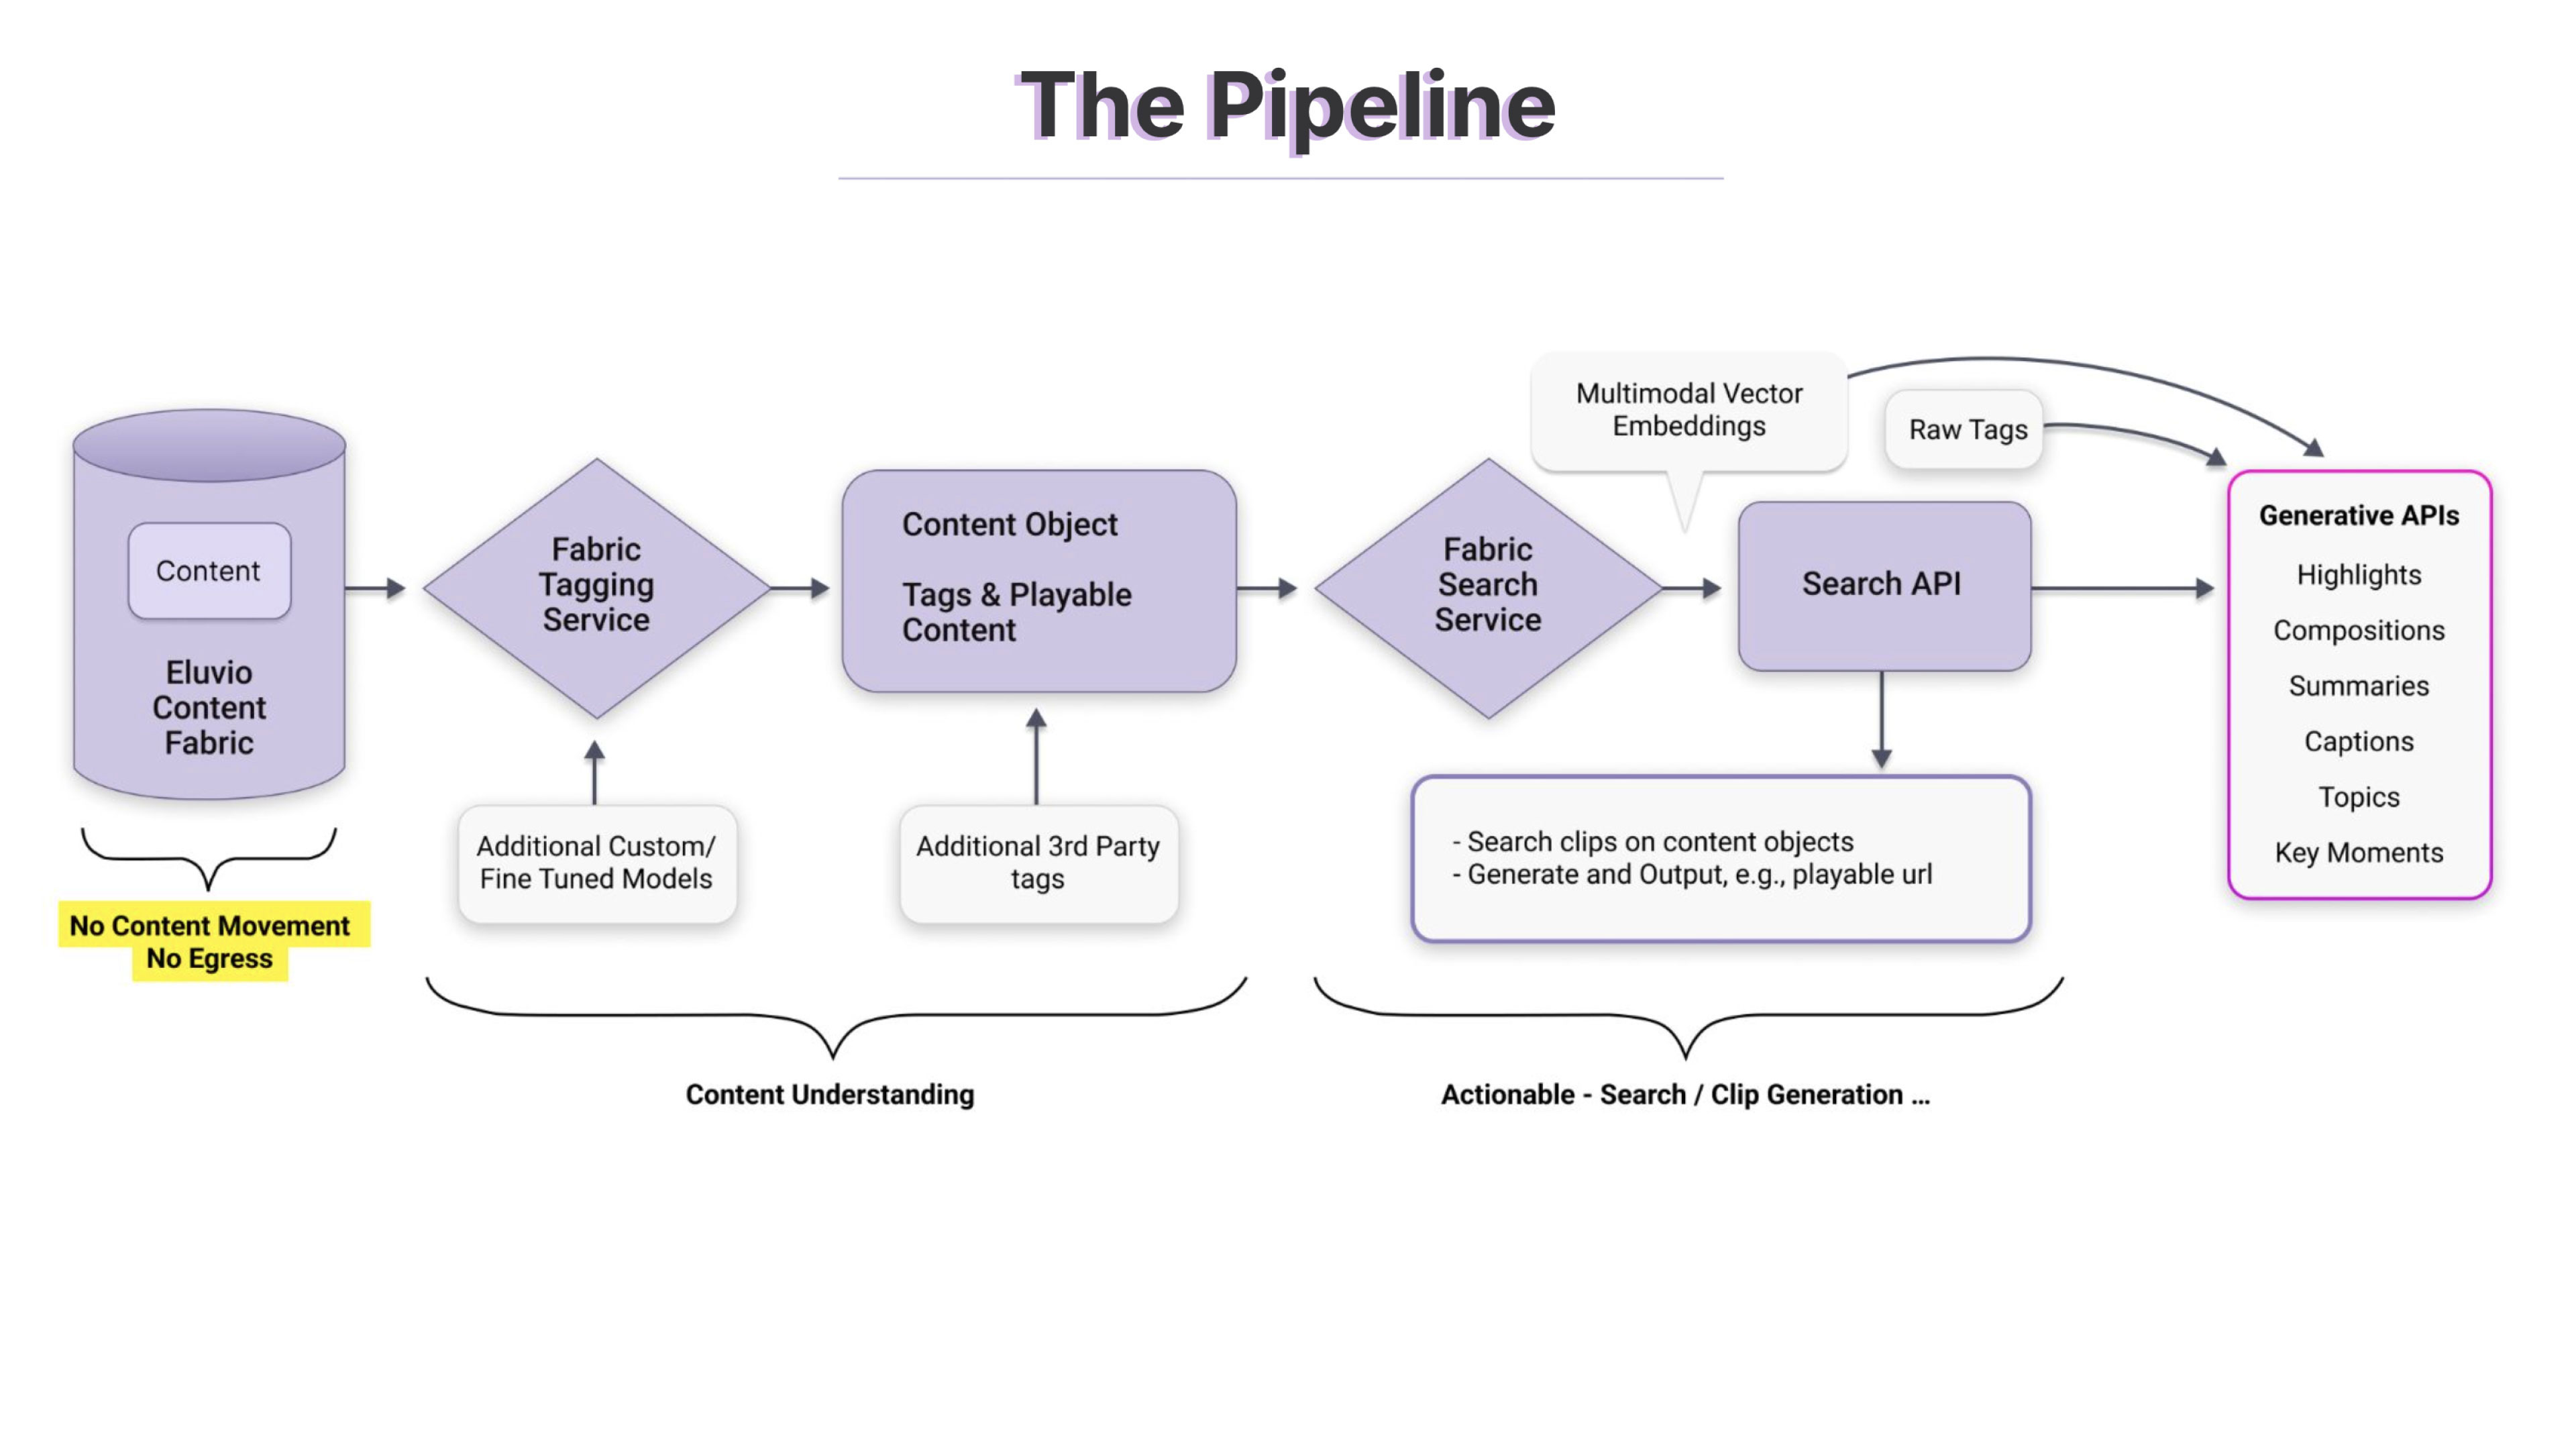 The Pipeline
Content
Eluvio
Content
Fabric
No Content Movement
No Egress
Fabric
Tagging
Service
Additional Custom/
Fine Tuned Models
Content Object
Tags & Playable
Content
Additional 3rd Party
tags
Content Understanding
Fabric
Search
Service
Multimodal Vector
Embeddings
Raw Tags
Search API
- Search clips on content objects
- Generate and Output, e.g., playable url
Actionable - Search / Clip Generation ...
Generative APIs
Highlights
Compositions
Summaries
Captions
Topics
Key Moments